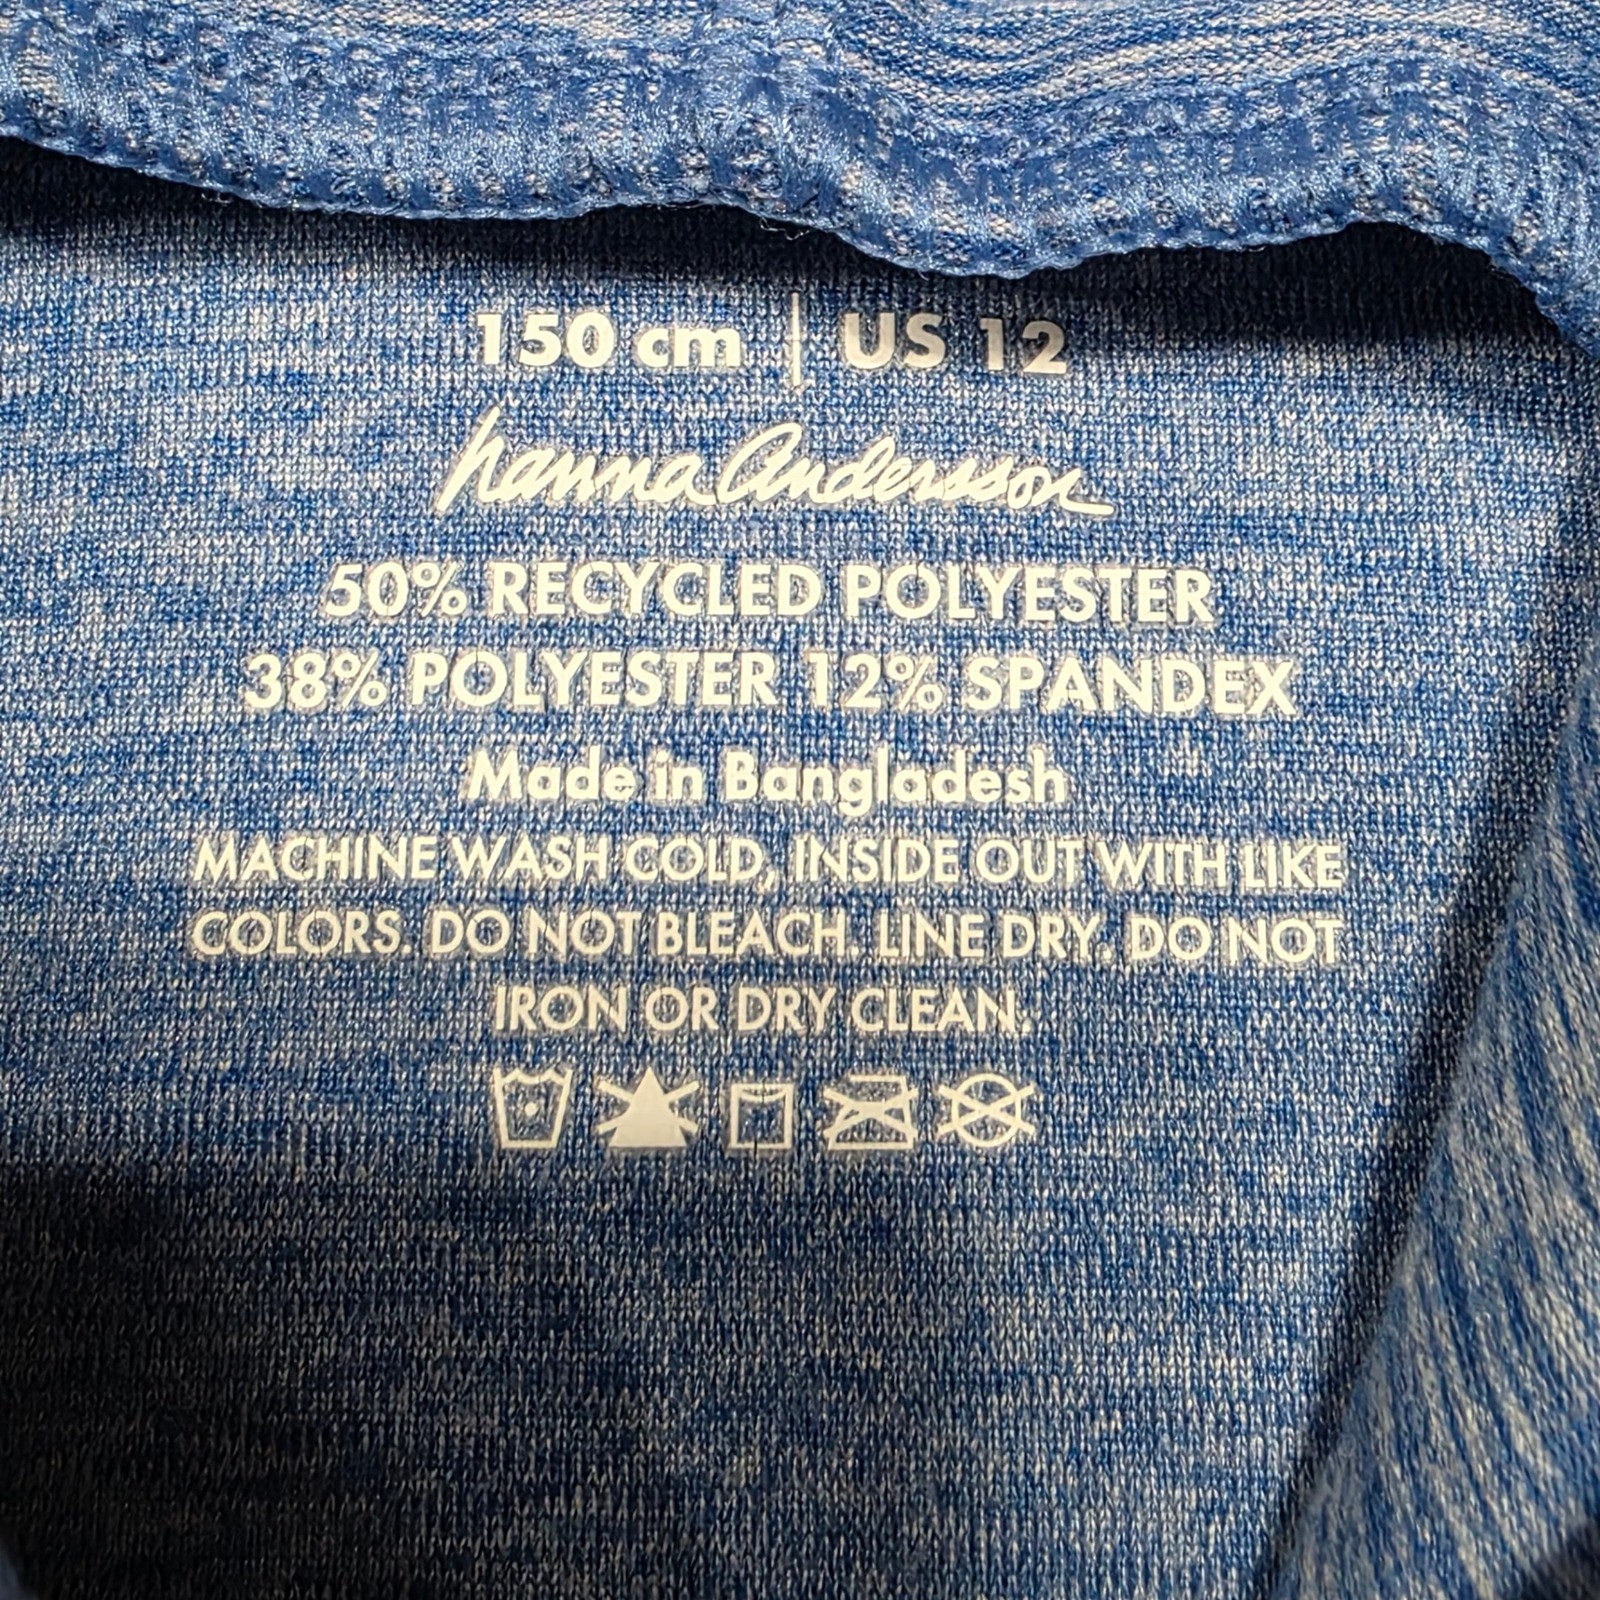 150 cm | US 12
hanna Andersson
50% RECYCLED POLYESTER
38% POLYESTER 12% SPANDEX
Made in Bangladesh
MACHINE WASH COLD, INSIDE OUT WITH LIKE
COLORS. DO NOT BLEACH. LINE DRY. DO NOT
IRON OR DRY CLEAN.